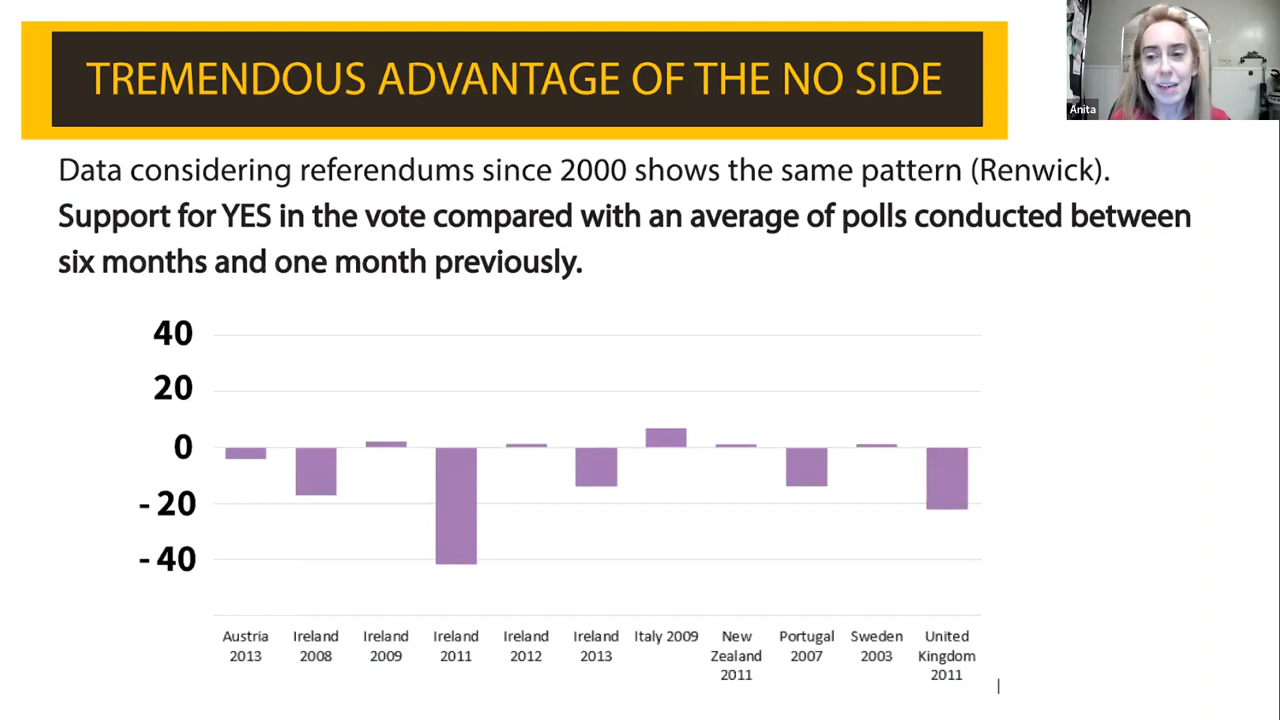 TREMENDOUS ADVANTAGE OF THE NO SIDE
Anita
Data considering referendums since 2000 shows the same pattern (Renwick).
Support for YES in the vote compared with an average of polls conducted between
six months and one month previously.
40
20
0
- 20
- 40
Austria
2013
Ireland
2008
Ireland
2009
Ireland
2011
Ireland
2012
Ireland
2013
Italy 2009
New
Zealand
2011
Portugal
2007
Sweden
2003
United
Kingdom
2011